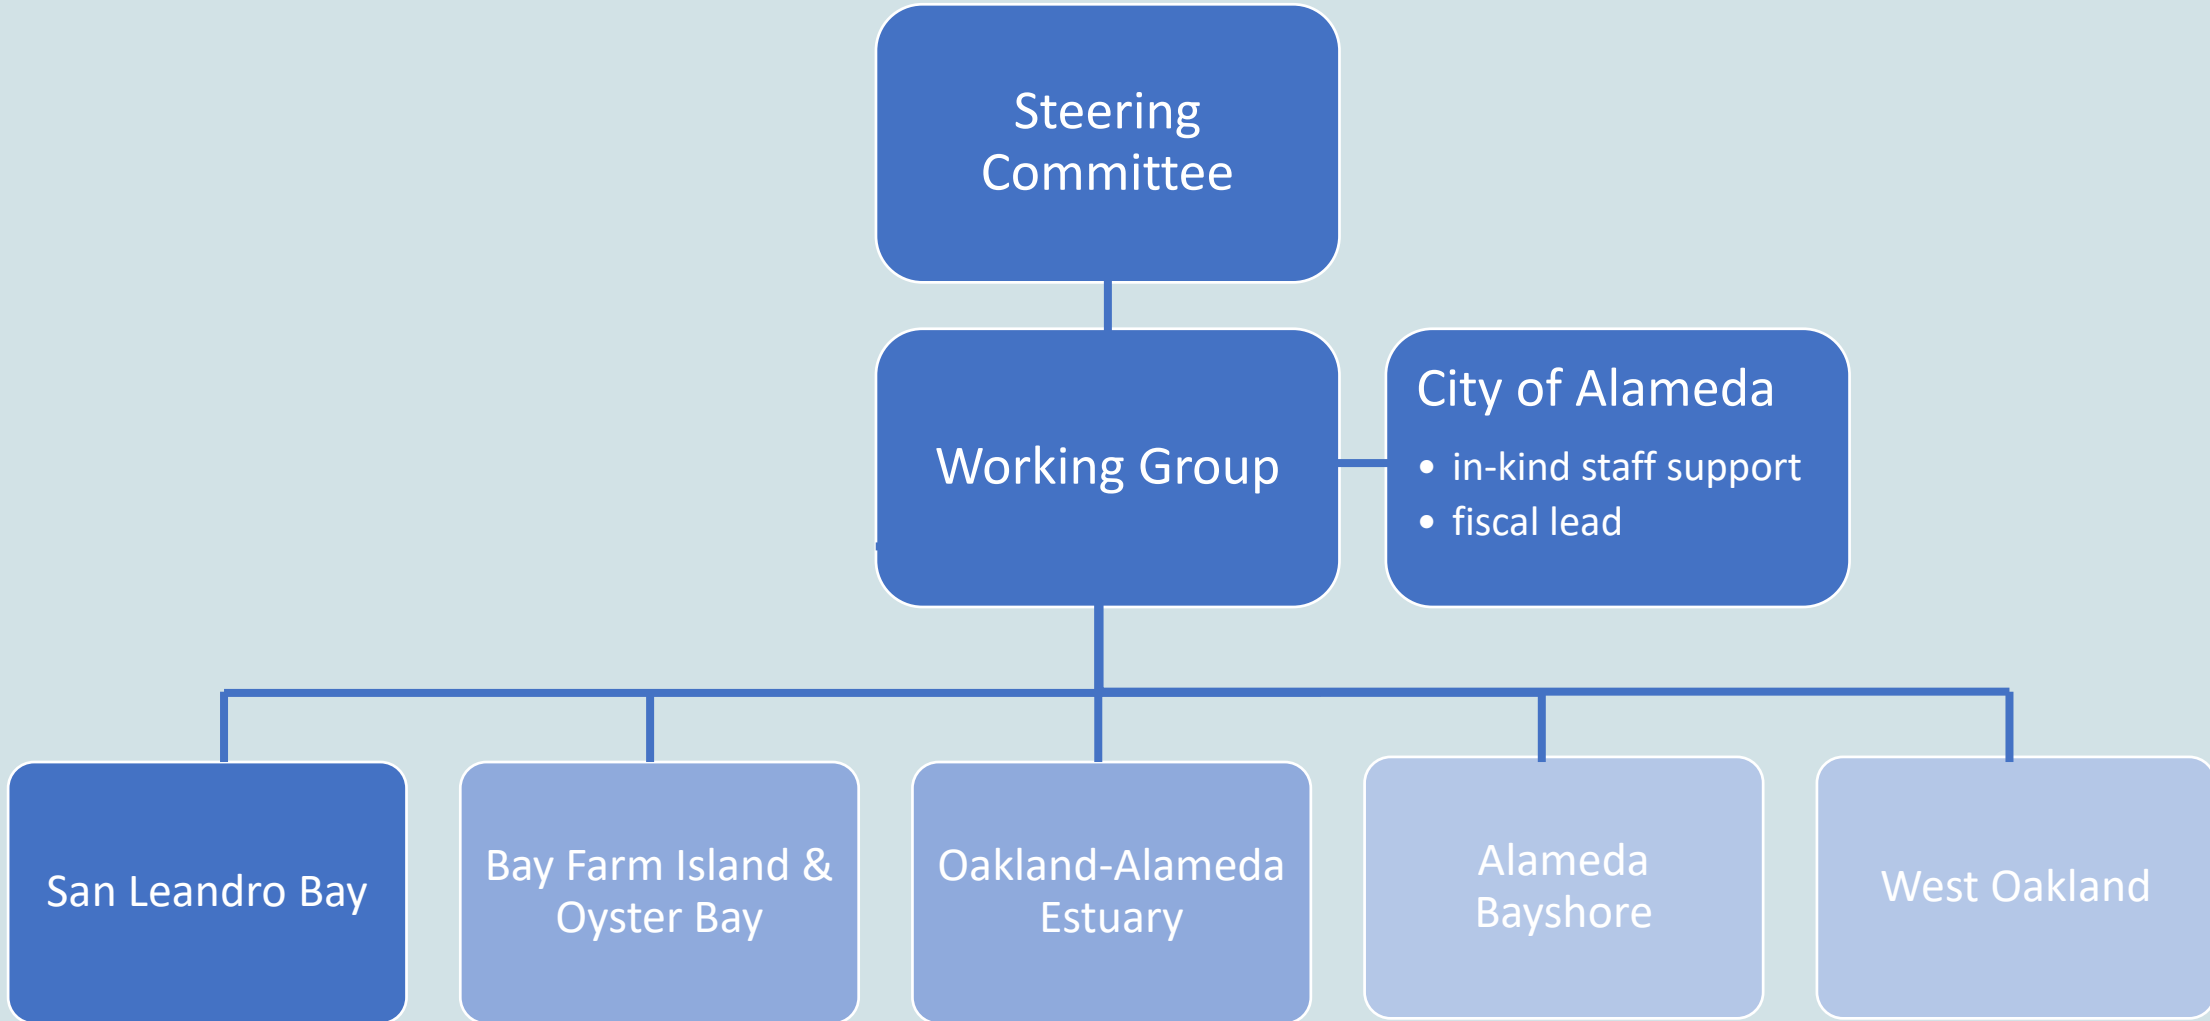 Steering
Committee
Working Group
City of Alameda
• in-kind staff support
• fiscal lead
San Leandro Bay
Bay Farm Island &
Oyster Bay
Oakland-Alameda
Estuary
Alameda
Bayshore
West Oakland